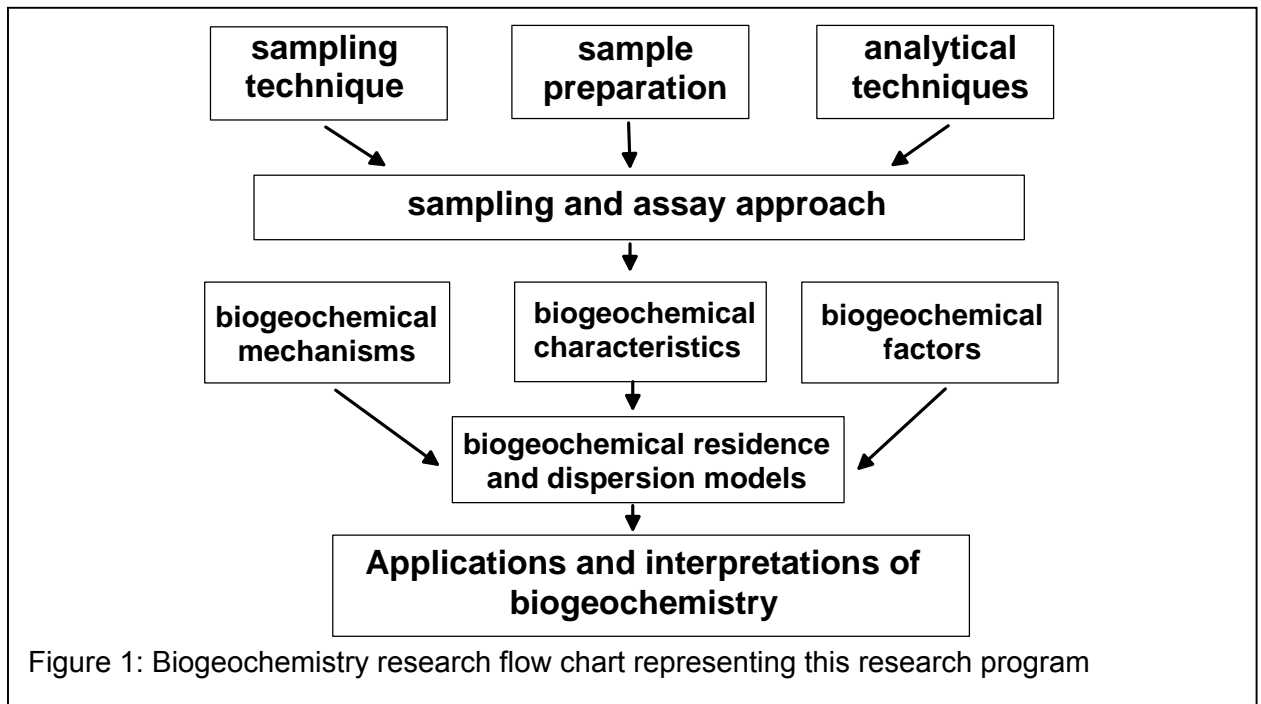 sampling
technique
sample
preparation
analytical
techniques
sampling and assay approach
biogeochemical
mechanisms
biogeochemical
characteristics
biogeochemical
factors
biogeochemical residence
and dispersion models
Applications and interpretations of
biogeochemistry
Figure 1: Biogeochemistry research flow chart representing this research program